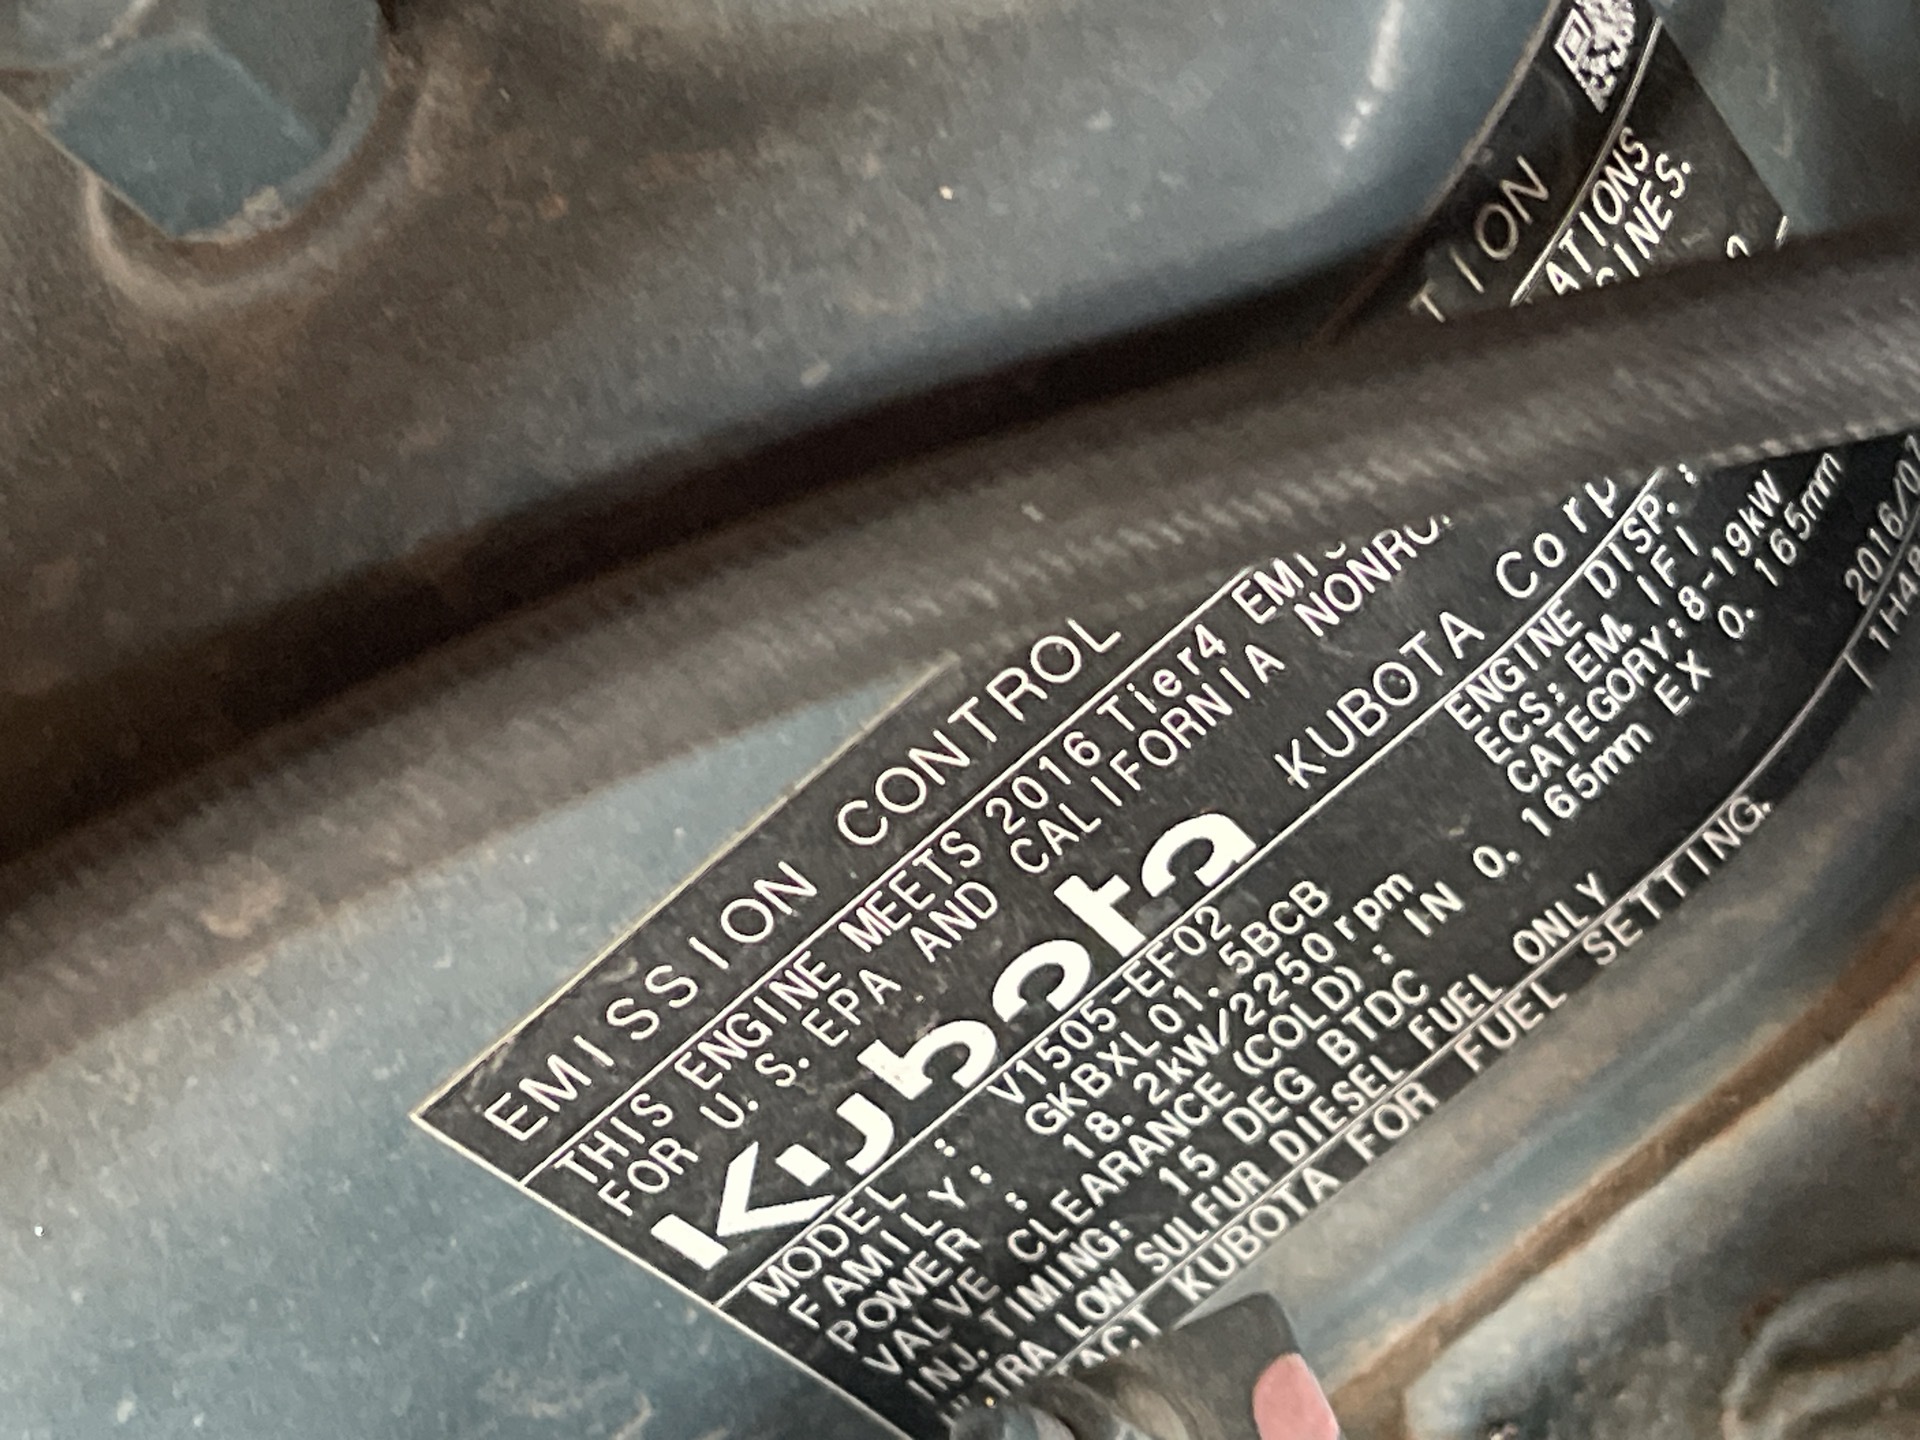 EMISSION CONTROL TION
THIS ENGINE MEETS 2016 Tier4 ATIONS
FOR U.S. EPA AND CALIFORNIA
Kubota KUBOTA Corp
MODEL : V1505-EF02 ENGINE DISP. :
FAMILY: GKBXL01.5BCB ECS: EM. IFI
POWER : 18.2kW/2250rpm CATEGORY: 8-19kW
VALVE CLEARANCE (COLD): IN 0.165mm EX 0.165mm
INJ. TIMING: 15 DEG BTDC
LOW SULFUR DIESEL FUEL ONLY
KUBOTA FOR FUEL SETTING.